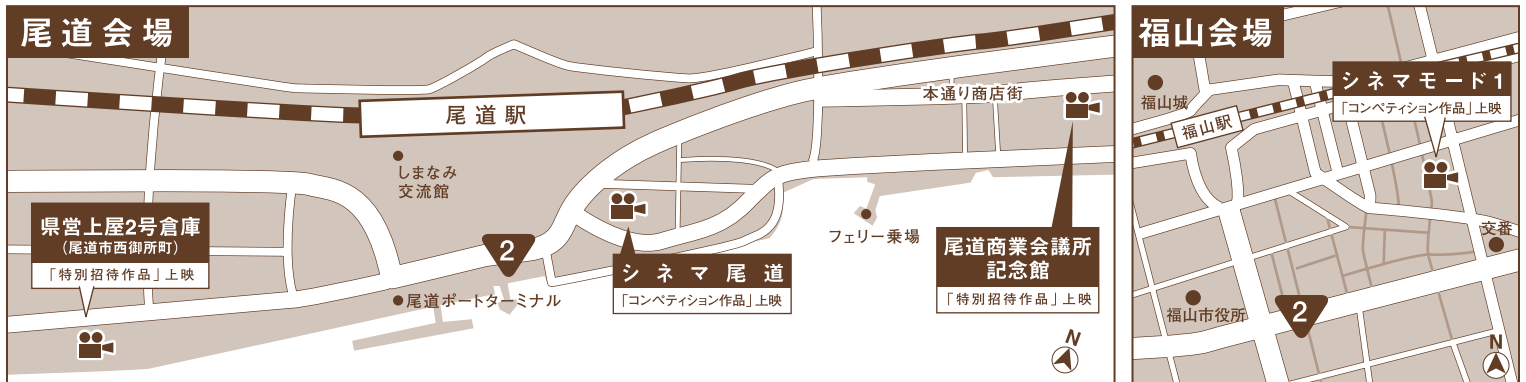 尾道会場
尾道駅
しまなみ
交流館
本通り商店街
県営上屋2号倉庫
（尾道市西御所町）
「特別招待作品」上映
2
尾道ポートターミナル
シネマ尾道
「コンペティション作品」上映
フェリー乗場
尾道商業会議所
記念館
「特別招待作品」上映
N
福山会場
福山城
福山駅
シネマモード1
「コンペティション作品」上映
交番
福山市役所
2
N